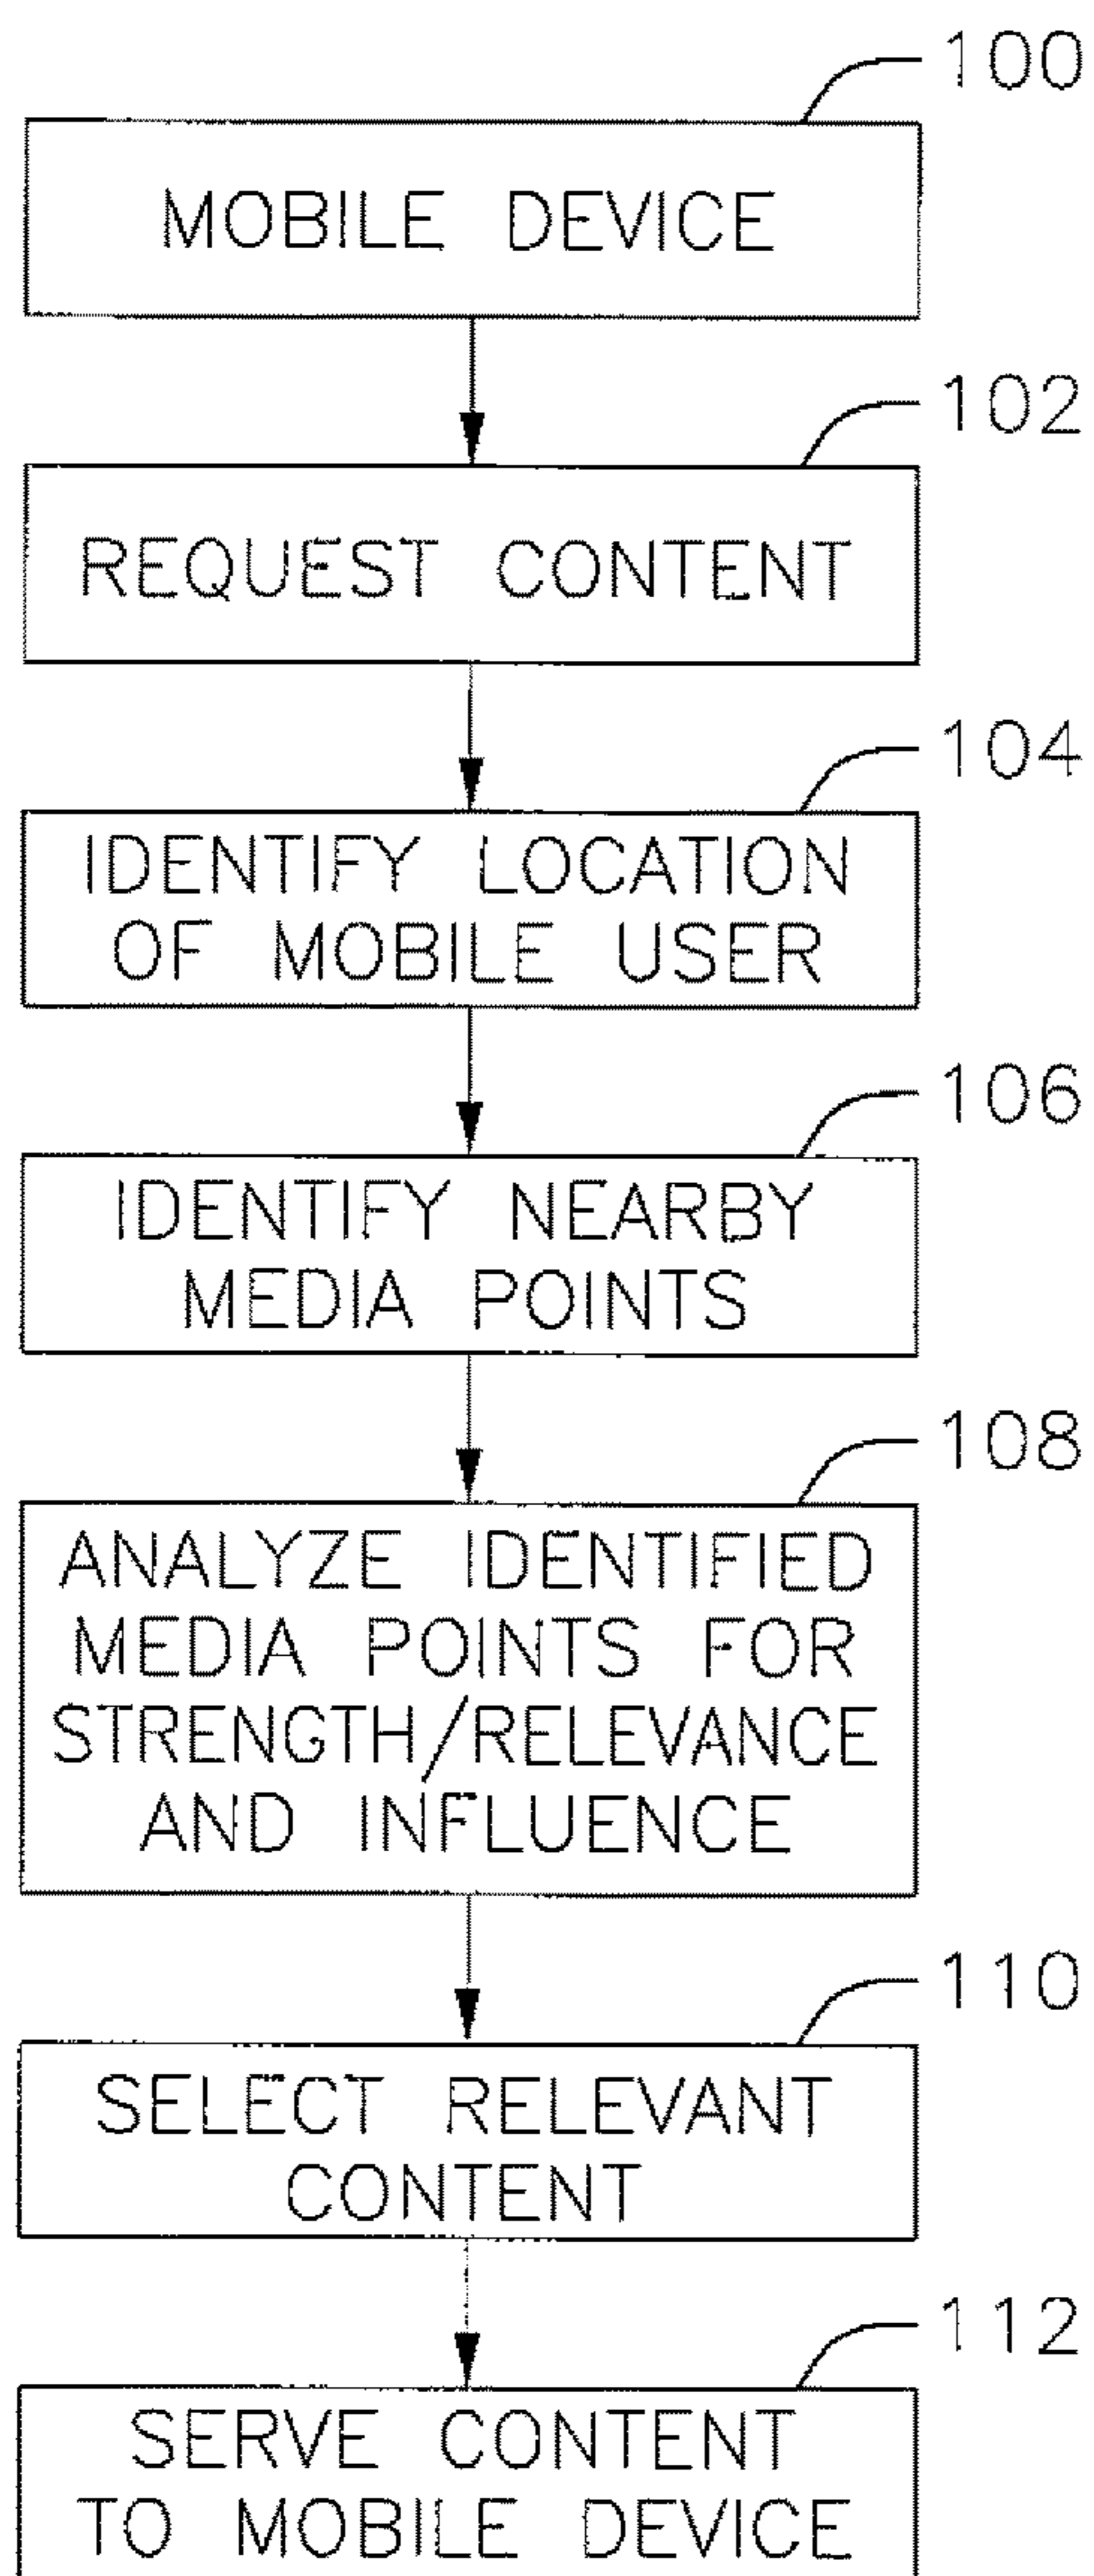 100
MOBILE DEVICE
102
REQUEST CONTENT
104
IDENTIFY LOCATION
OF MOBILE USER
106
IDENTIFY NEARBY
MEDIA POINTS
108
ANALYZE IDENTIFIED
MEDIA POINTS FOR
STRENGTH/RELEVANCE
AND INFLUENCE
110
SELECT RELEVANT
CONTENT
112
SERVE CONTENT
TO MOBILE DEVICE